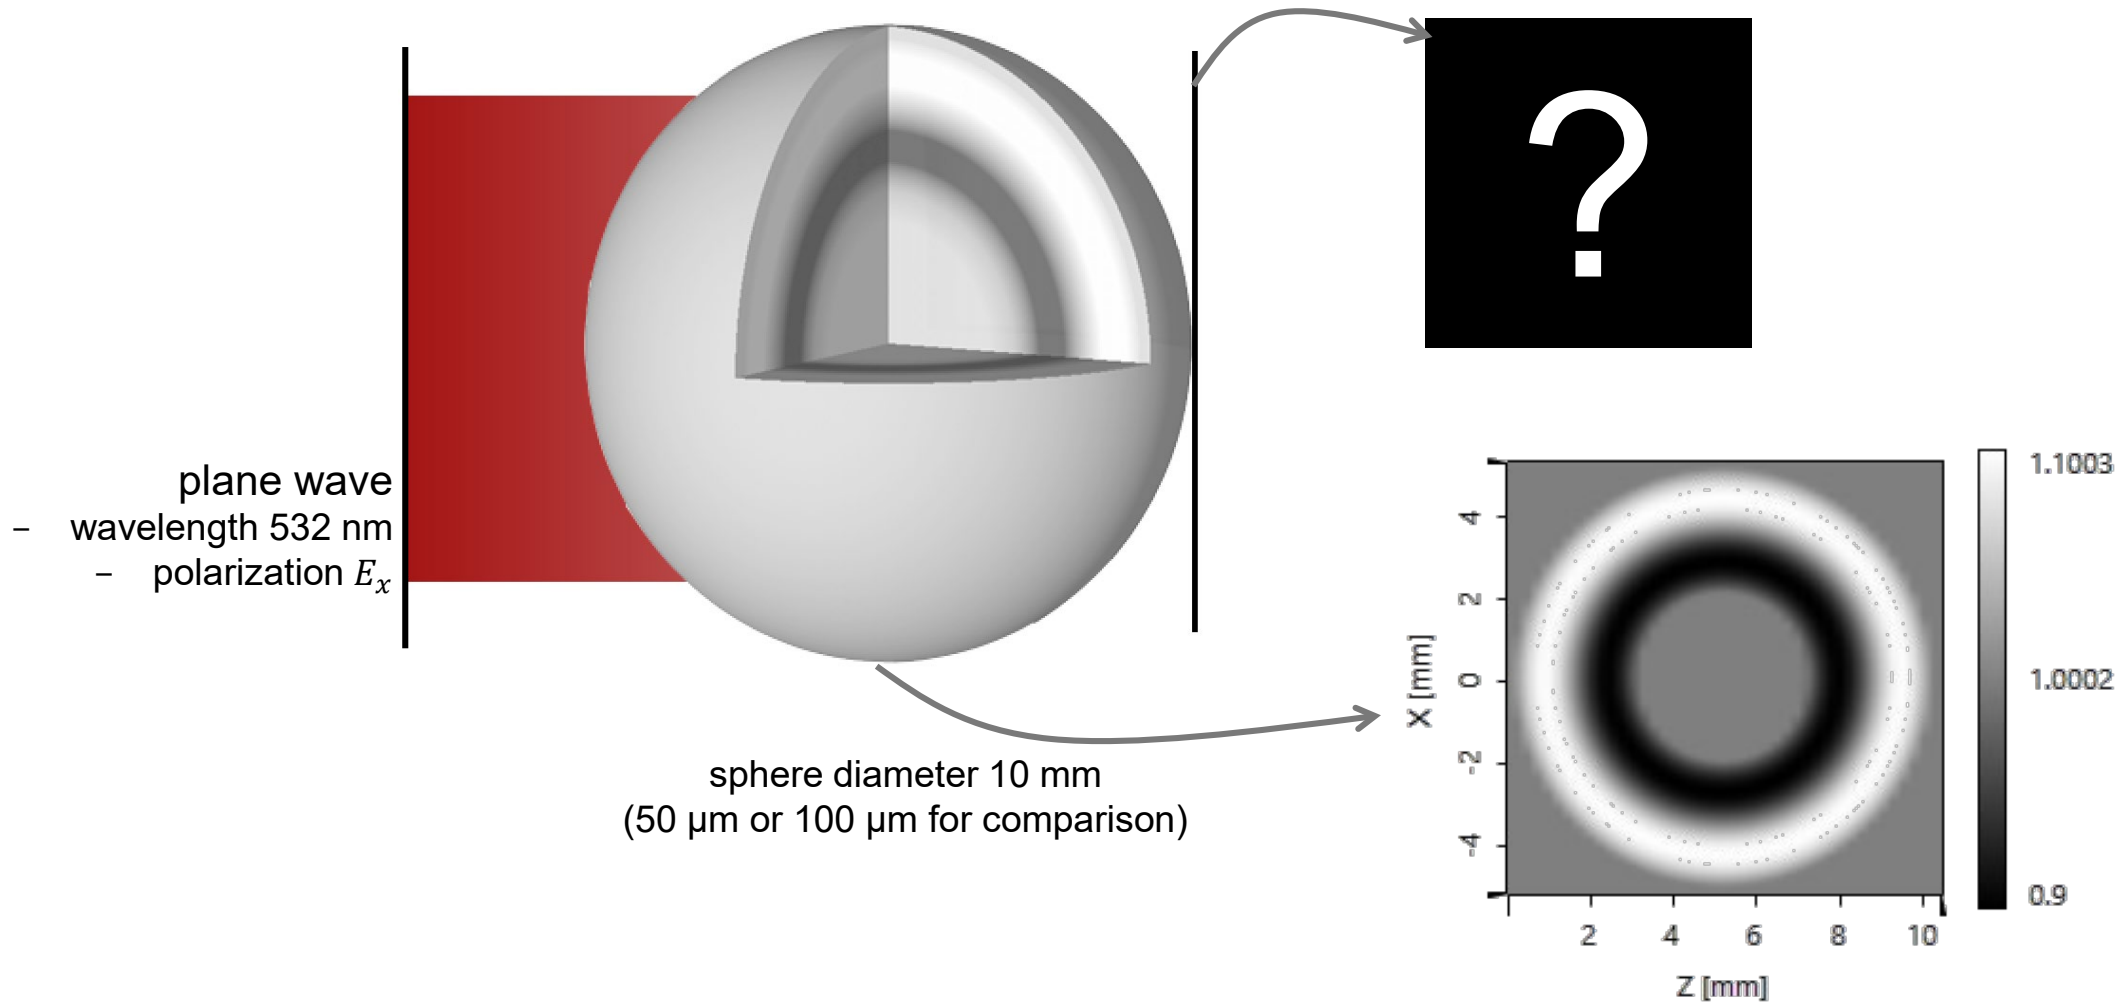 ?
plane wave
– wavelength 532 nm
– polarization Eₓ
sphere diameter 10 mm
(50 µm or 100 µm for comparison)
1.1003
1.0002
0.9
X [mm]
4
2
0
-2
-4
2 4 6 8 10
Z [mm]